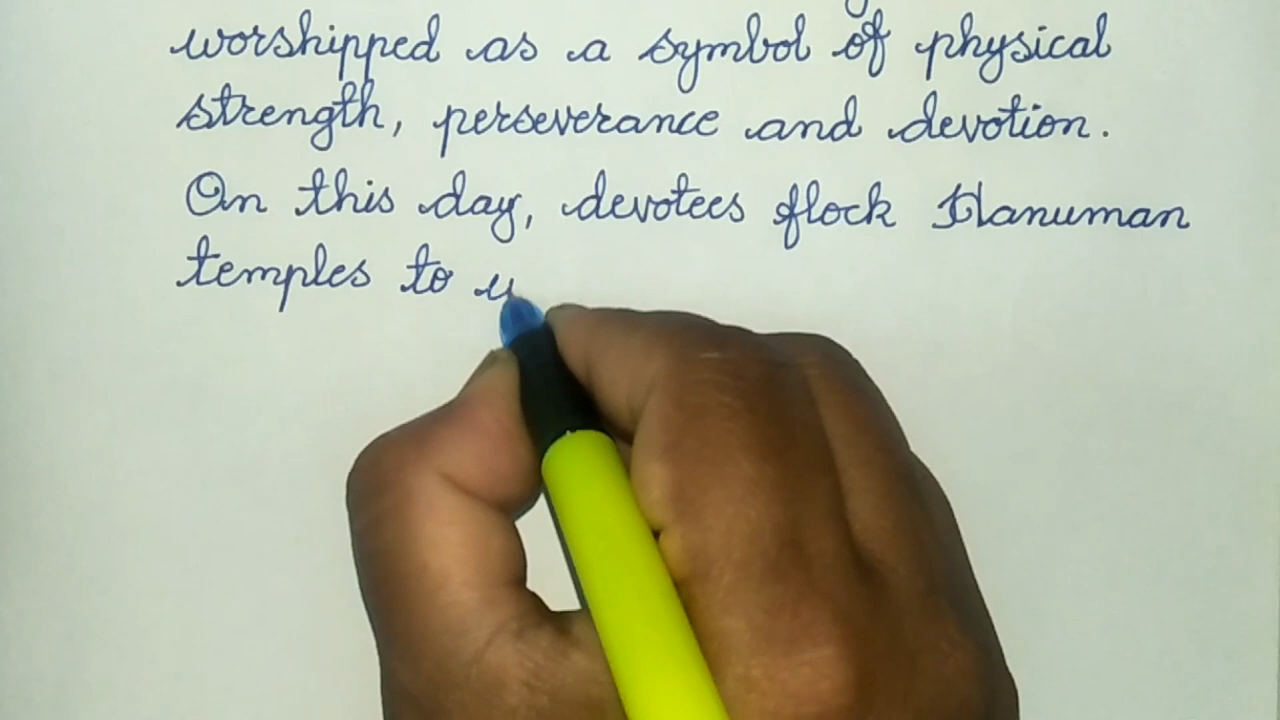 worshipped as a symbol of physical
strength, perseverance and devotion.
On this day, devotees flock Hanuman
temples to